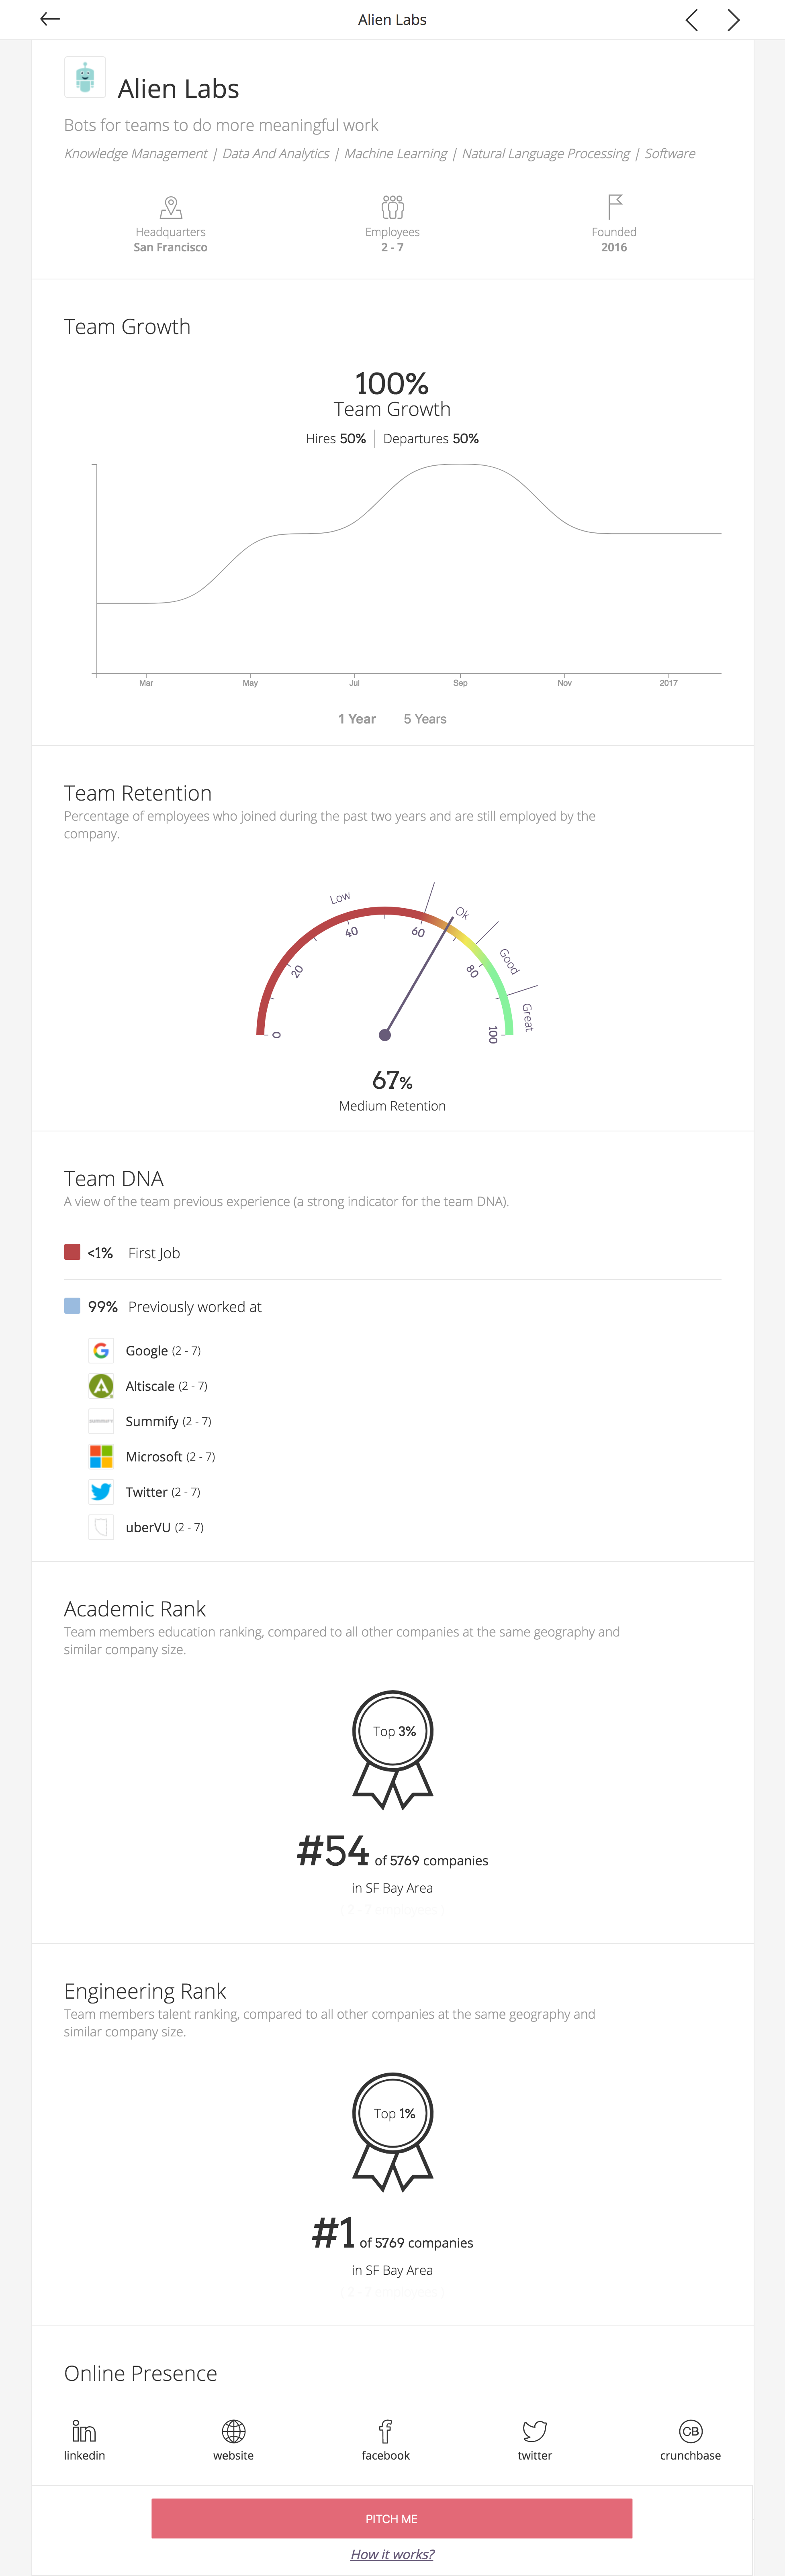 Alien Labs
Alien Labs
Bots for teams to do more meaningful work
Knowledge Management | Data And Analytics | Machine Learning | Natural Language Processing | Software
Headquarters
San Francisco
Employees
2 - 7
Founded
2016
Team Growth
100%
Team Growth
Hires 50% | Departures 50%
Mar May Jul Sep Nov 2017
1 Year 5 Years
Team Retention
Percentage of employees who joined during the past two years and are still employed by the
company.
Low Ok Good Great
0 20 40 60 80 100
67%
Medium Retention
Team DNA
A view of the team previous experience (a strong indicator for the team DNA).
<1% First Job
99% Previously worked at
Google (2 - 7)
Altiscale (2 - 7)
Summify (2 - 7)
Microsoft (2 - 7)
Twitter (2 - 7)
uberVU (2 - 7)
Academic Rank
Team members education ranking, compared to all other companies at the same geography and
similar company size.
Top 3%
#54 of 5769 companies
in SF Bay Area
Engineering Rank
Team members talent ranking, compared to all other companies at the same geography and
similar company size.
Top 1%
#1 of 5769 companies
in SF Bay Area
Online Presence
in
linkedin
website
f
facebook
twitter
CB
crunchbase
PITCH ME
How it works?